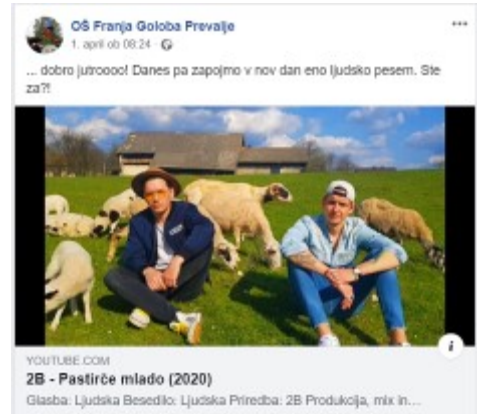 OŠ Franja Goloba Prevalje
1. april ob 08:24 ·
... dobro jutroooo! Danes pa zapojmo v nov dan eno ljudsko pesem. Ste
za?!
YOUTUBE.COM
2B - Pastirče mlado (2020)
Glasba: Ljudska Besedilo: Ljudska Priredba: 2B Produkcija, mix in...